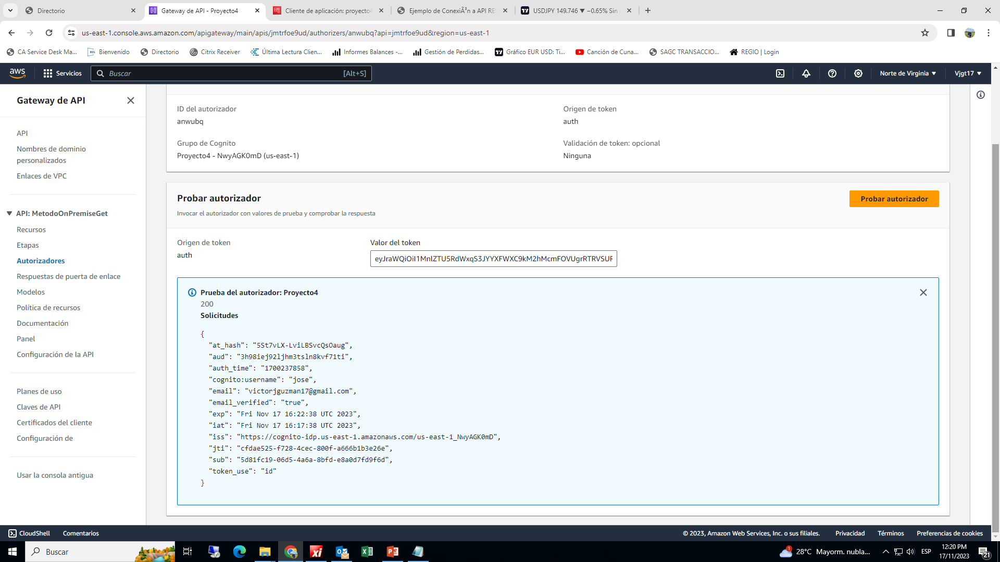 Directorio
Gateway de API - Proyecto4
Cliente de aplicación: proyecto4
Ejemplo de ConexiÃ³n a API RES
USDJPY 149.746 ▼ −0.65% Sin
us-east-1.console.aws.amazon.com/apigateway/main/apis/jmtrfoe9ud/authorizers/anwubq?api=jmtrfoe9ud&region=us-east-1
CA Service Desk Ma...
Bienvenido
Directorio
Citrix Receiver
Última Lectura Clien...
Informes Balances -...
Gestión de Perdidas...
Gráfico EUR USD: Ti...
Canción de Cuna...
SAGC TRANSACCIO...
REGIO | Login
aws
Servicios
Buscar
[Alt+S]
Norte de Virginia ▼
Vjgt17 ▼
Gateway de API
API
Nombres de dominio
personalizados
Enlaces de VPC
API: MetodoOnPremiseGet
Recursos
Etapas
Autorizadores
Respuestas de puerta de enlace
Modelos
Política de recursos
Documentación
Panel
Configuración de la API
Planes de uso
Claves de API
Certificados del cliente
Configuración de
Usar la consola antigua
ID del autorizador
anwubq
Origen de token
auth
Grupo de Cognito
Proyecto4 - NwyAGK0mD (us-east-1)
Validación de token: opcional
Ninguna
Probar autorizador
Invocar el autorizador con valores de prueba y comprobar la respuesta
Probar autorizador
Origen de token
auth
Valor del token
eyJraWQiOiI1MnlZTU5RdWxqS3JYYXFWXC9kM2hMcmFOVUgrRTRVSUF
Prueba del autorizador: Proyecto4
200
Solicitudes
{
"at_hash": "5St7vLX-LviLBSvcQsOaug",
"aud": "3h98iej92ljhm3tsln8kvf71ti",
"auth_time": "1700237858",
"cognito:username": "jose",
"email": "victorjguzman17@gmail.com",
"email_verified": "true",
"exp": "Fri Nov 17 16:22:38 UTC 2023",
"iat": "Fri Nov 17 16:17:38 UTC 2023",
"iss": "https://cognito-idp.us-east-1.amazonaws.com/us-east-1_NwyAGK0mD",
"jti": "cfdae525-f728-4cec-800f-a666b1b3e26e",
"sub": "5d81fc19-06d5-4a6a-8bfd-e8a0d7fd9f6d",
"token_use": "id"
}
CloudShell
Comentarios
© 2023, Amazon Web Services, Inc. o sus filiales.
Privacidad
Términos
Preferencias de cookies
Buscar
1
28°C Mayorm. nubla...
ESP
12:20 PM
17/11/2023
21